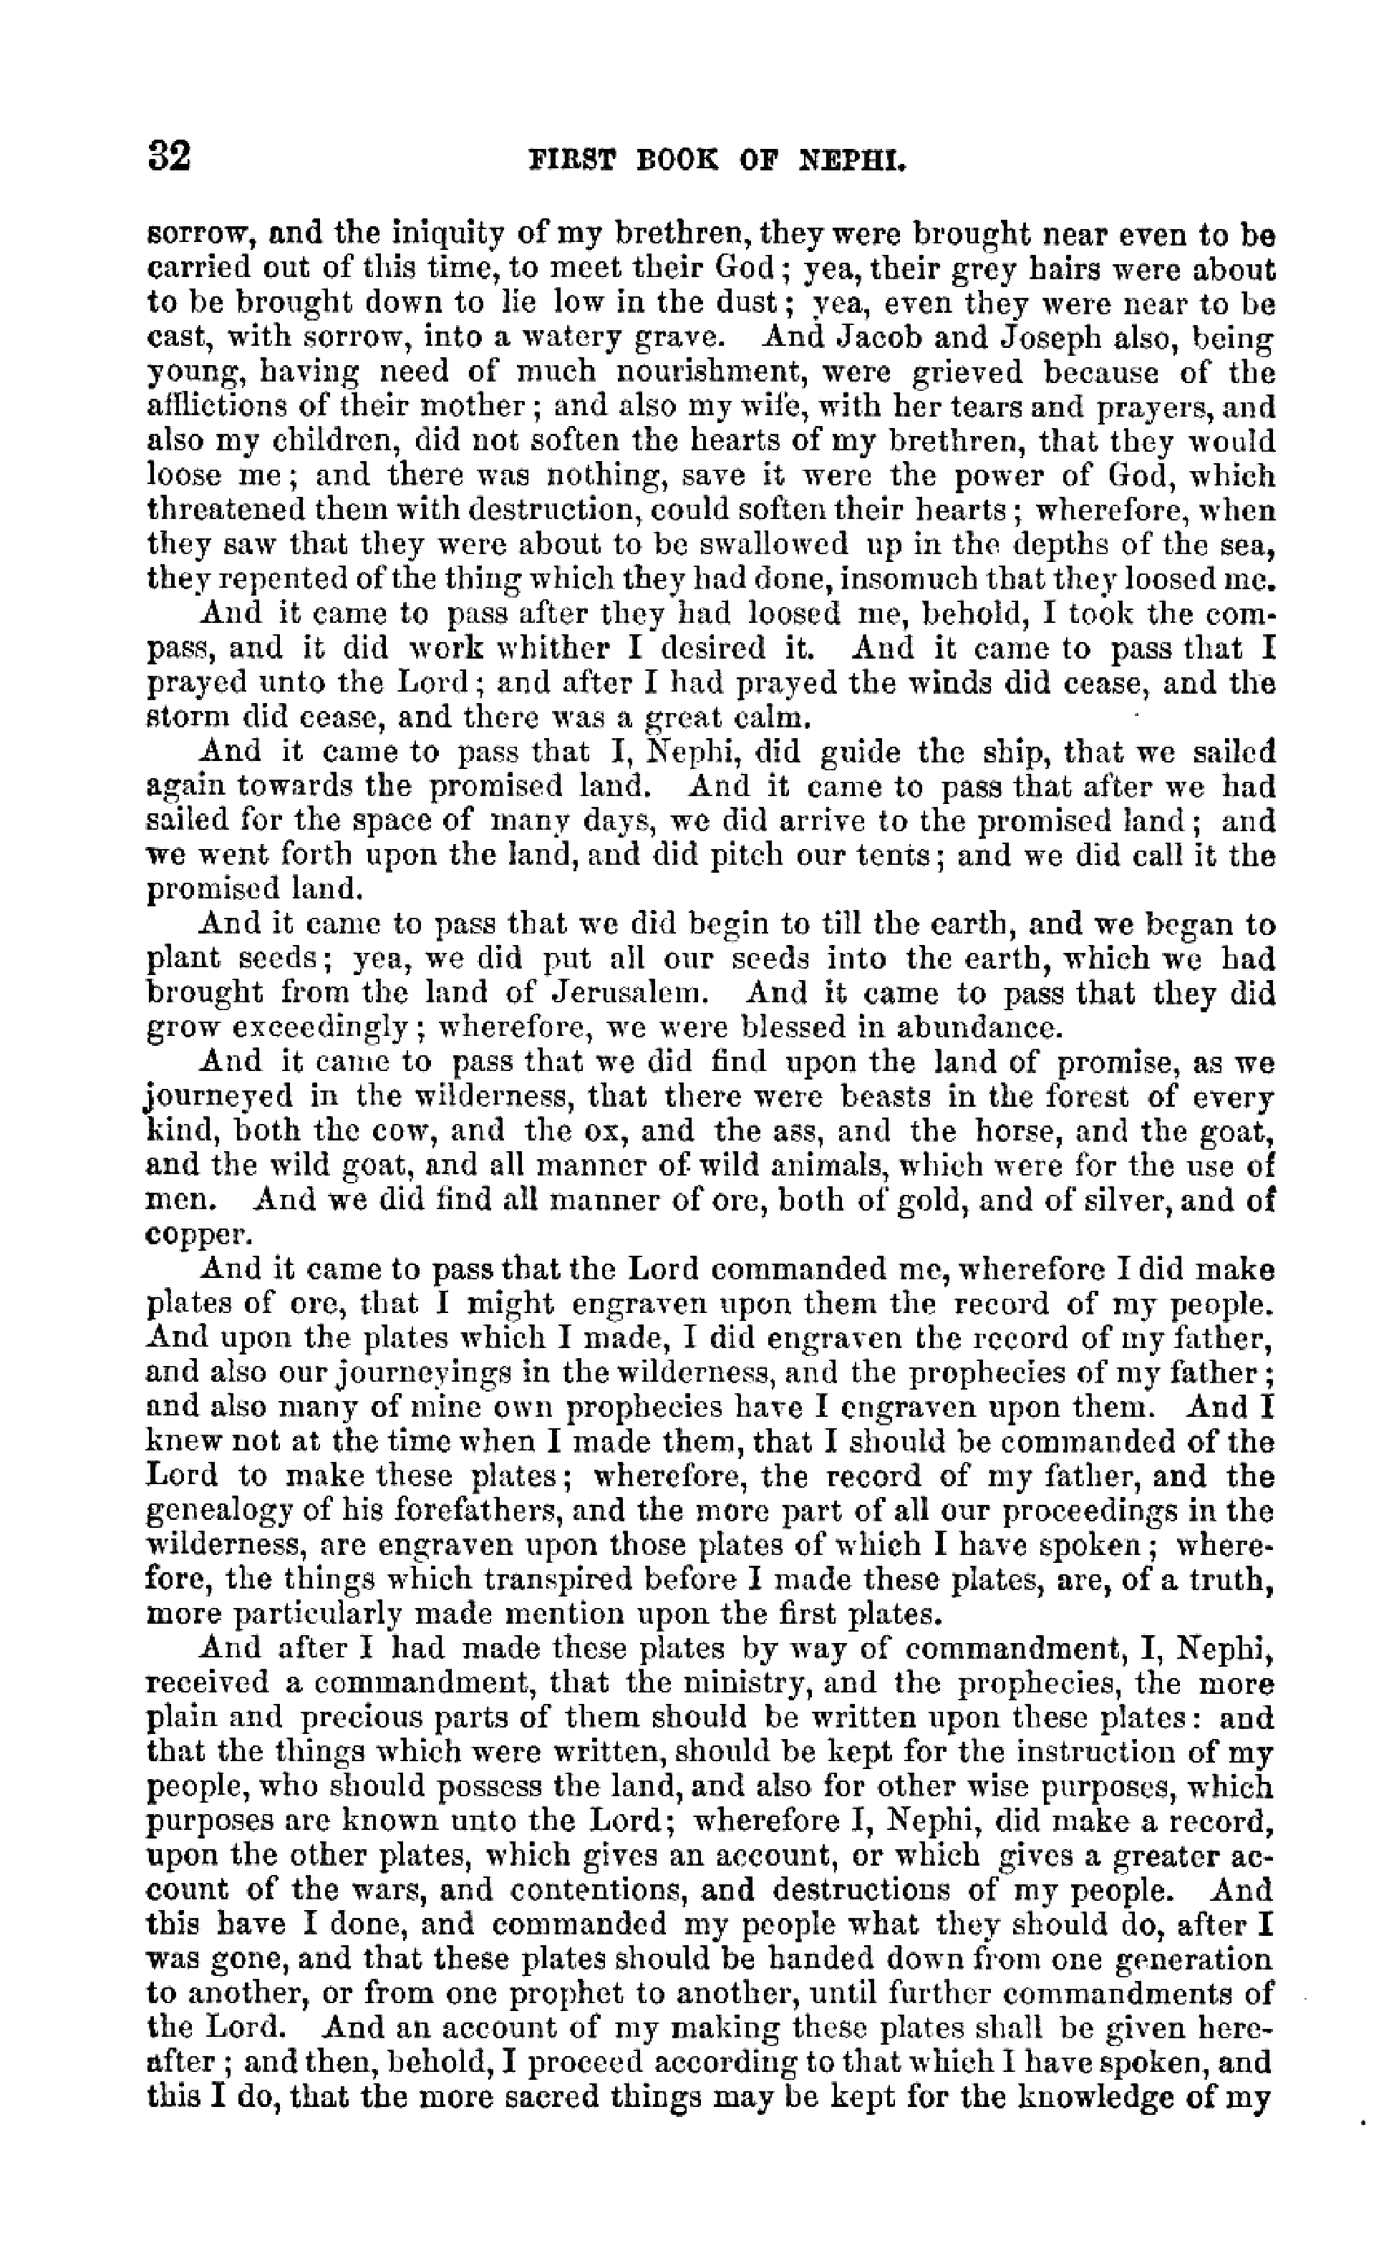 32 FIRST BOOK OF NEPHI.
sorrow, and the iniquity of my brethren, they were brought near even to be
carried out of this time, to meet their God; yea, their grey hairs were about
to be brought down to lie low in the dust; yea, even they were near to be
cast, with sorrow, into a watery grave. And Jacob and Joseph also, being
young, having need of much nourishment, were grieved because of the
afflictions of their mother; and also my wife, with her tears and prayers, and
also my children, did not soften the hearts of my brethren, that they would
loose me; and there was nothing, save it were the power of God, which
threatened them with destruction, could soften their hearts; wherefore, when
they saw that they were about to be swallowed up in the depths of the sea,
they repented of the thing which they had done, insomuch that they loosed me.
And it came to pass after they had loosed me, behold, I took the com-
pass, and it did work whither I desired it. And it came to pass that I
prayed unto the Lord; and after I had prayed the winds did cease, and the
storm did cease, and there was a great calm.
And it came to pass that I, Nephi, did guide the ship, that we sailed
again towards the promised land. And it came to pass that after we had
sailed for the space of many days, we did arrive to the promised land; and
we went forth upon the land, and did pitch our tents; and we did call it the
promised land.
And it came to pass that we did begin to till the earth, and we began to
plant seeds; yea, we did put all our seeds into the earth, which we had
brought from the land of Jerusalem. And it came to pass that they did
grow exceedingly; wherefore, we were blessed in abundance.
And it came to pass that we did find upon the land of promise, as we
journeyed in the wilderness, that there were beasts in the forest of every
kind, both the cow, and the ox, and the ass, and the horse, and the goat,
and the wild goat, and all manner of wild animals, which were for the use of
men. And we did find all manner of ore, both of gold, and of silver, and of
copper.
And it came to pass that the Lord commanded me, wherefore I did make
plates of ore, that I might engraven upon them the record of my people.
And upon the plates which I made, I did engraven the record of my father,
and also our journeyings in the wilderness, and the prophecies of my father;
and also many of mine own prophecies have I engraven upon them. And I
knew not at the time when I made them, that I should be commanded of the
Lord to make these plates; wherefore, the record of my father, and the
genealogy of his forefathers, and the more part of all our proceedings in the
wilderness, are engraven upon those plates of which I have spoken; where-
fore, the things which transpired before I made these plates, are, of a truth,
more particularly made mention upon the first plates.
And after I had made these plates by way of commandment, I, Nephi,
received a commandment, that the ministry, and the prophecies, the more
plain and precious parts of them should be written upon these plates: and
that the things which were written, should be kept for the instruction of my
people, who should possess the land, and also for other wise purposes, which
purposes are known unto the Lord; wherefore I, Nephi, did make a record,
upon the other plates, which gives an account, or which gives a greater ac-
count of the wars, and contentions, and destructions of my people. And
this have I done, and commanded my people what they should do, after I
was gone, and that these plates should be handed down from one generation
to another, or from one prophet to another, until further commandments of
the Lord. And an account of my making these plates shall be given here-
after; and then, behold, I proceed according to that which I have spoken, and
this I do, that the more sacred things may be kept for the knowledge of my